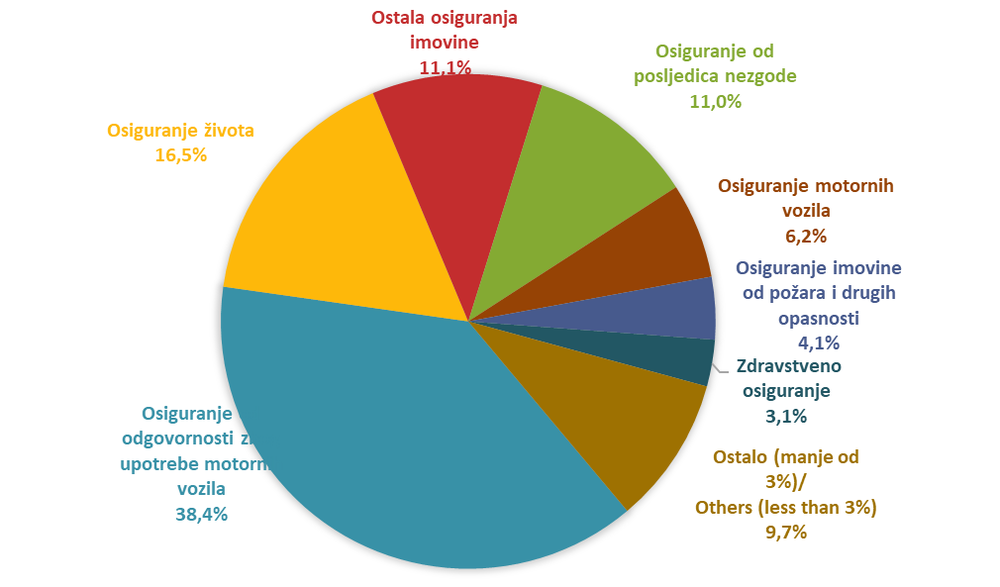 Ostala osiguranja
imovine
11,1%
Osiguranje od
posljedica nezgode
11,0%
Osiguranje života
16,5%
Osiguranje motornih
vozila
6,2%
Osiguranje imovine
od požara i drugih
opasnosti
4,1%
Zdravstveno
osiguranje
3,1%
Osiguranje
odgovornosti
upotrebe
vozila
38,4%
Ostalo (manje od
3%)/
Others (less than 3%)
9,7%